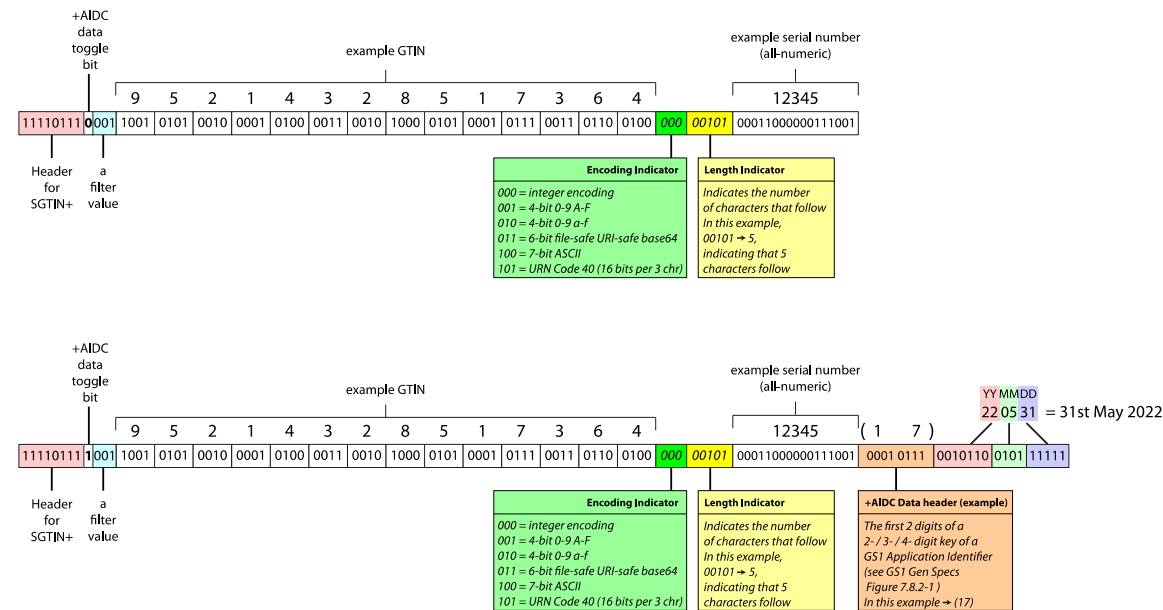 +AIDC
data
toggle
bit
example GTIN
example serial number
(all-numeric)
9 5 2 1 4 3 2 8 5 1 7 3 6 4
12345
11110111 0 001 1001 0101 0010 0001 0100 0011 0010 1000 0101 0001 0111 0011 0110 0100 000 00101 00011000000111001
Header
for
SGTIN+
a
filter
value
Encoding Indicator
000 = integer encoding
001 = 4-bit 0-9 A-F
010 = 4-bit 0-9 a-f
011 = 6-bit file-safe URI-safe base64
100 = 7-bit ASCII
101 = URN Code 40 (16 bits per 3 chr)
Length Indicator
Indicates the number
of characters that follow
In this example,
00101 → 5,
indicating that 5
characters follow
+AIDC
data
toggle
bit
example GTIN
example serial number
(all-numeric)
YY MM DD
22 05 31 = 31st May 2022
9 5 2 1 4 3 2 8 5 1 7 3 6 4
12345
( 1 7 )
11110111 1 001 1001 0101 0010 0001 0100 0011 0010 1000 0101 0001 0111 0011 0110 0100 000 00101 00011000000111001 0001 0111 0010110 0101 11111
Header
for
SGTIN+
a
filter
value
Encoding Indicator
000 = integer encoding
001 = 4-bit 0-9 A-F
010 = 4-bit 0-9 a-f
011 = 6-bit file-safe URI-safe base64
100 = 7-bit ASCII
101 = URN Code 40 (16 bits per 3 chr)
Length Indicator
Indicates the number
of characters that follow
In this example,
00101 → 5,
indicating that 5
characters follow
+AIDC Data header (example)
The first 2 digits of a
2- / 3- / 4- digit key of a
GS1 Application Identifier
(see GS1 Gen Specs
Figure 7.8.2-1 )
In this example → (17)